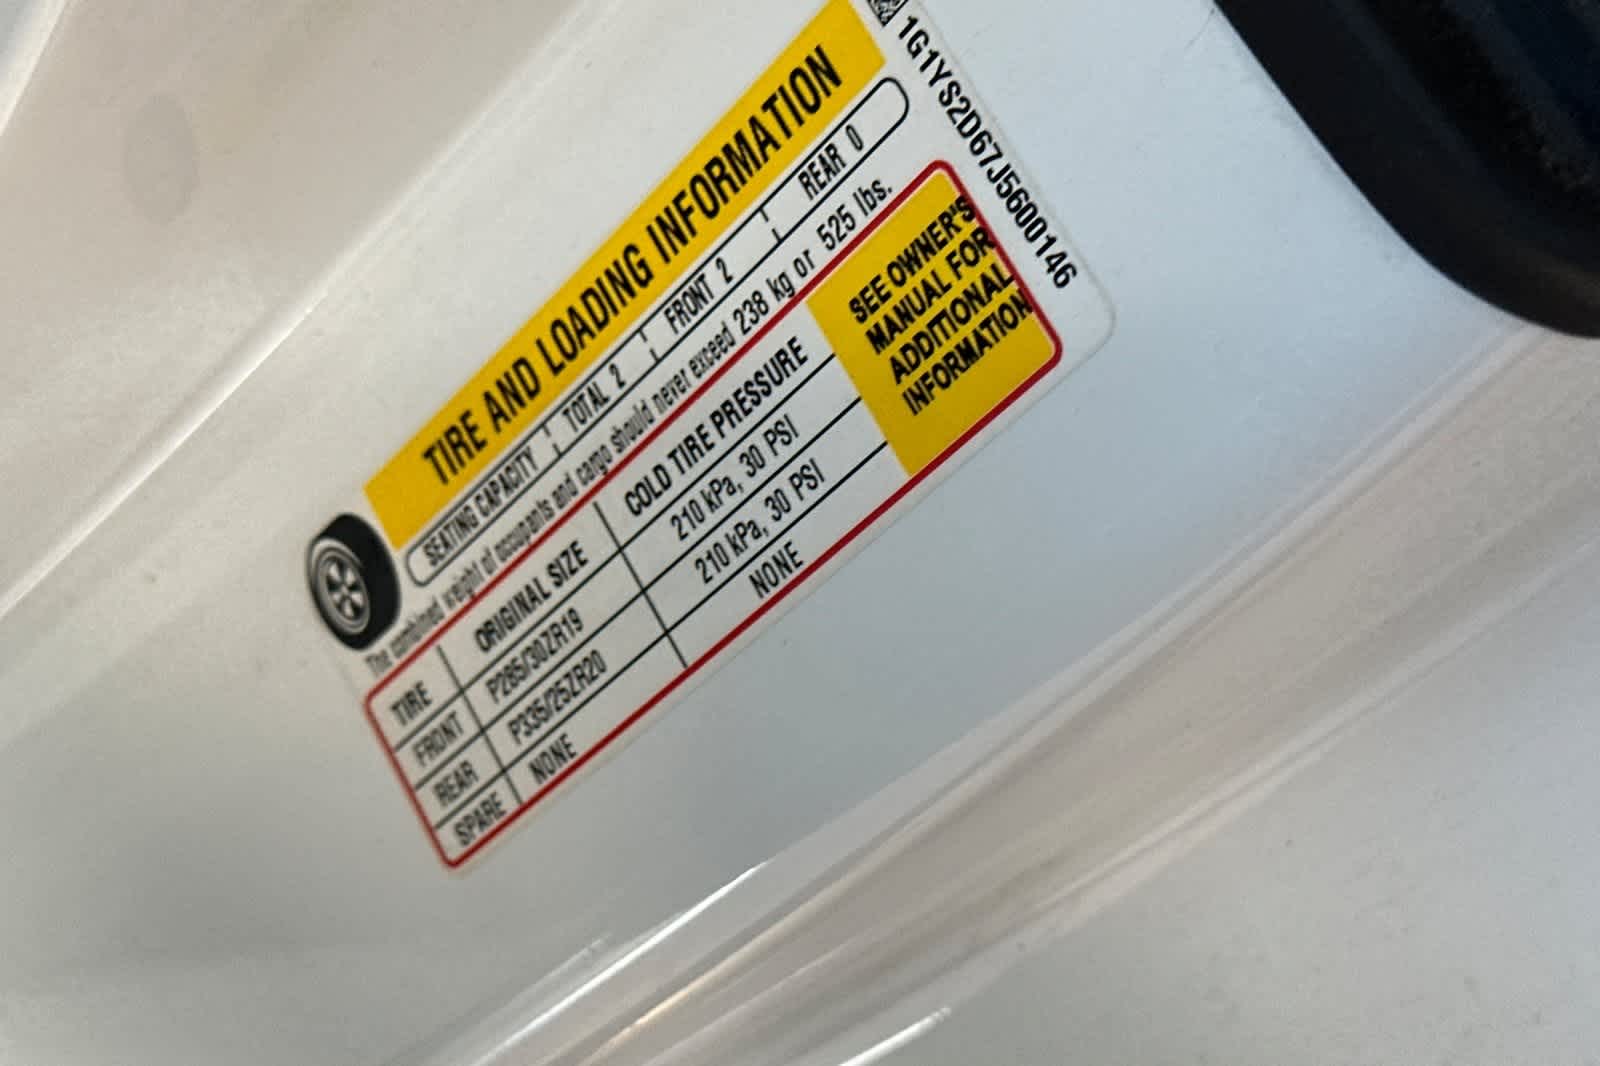 1G1YS2D67J5600146
TIRE AND LOADING INFORMATION
SEATING CAPACITY TOTAL 2 FRONT 2 REAR 0
The combined weight of occupants and cargo should never exceed 238 kg or 525 lbs.
TIRE ORIGINAL SIZE COLD TIRE PRESSURE
FRONT P285/30ZR19 210 kPa, 30 PSI
REAR P335/25ZR20 210 kPa, 30 PSI
SPARE NONE NONE
SEE OWNER'S
MANUAL FOR
ADDITIONAL
INFORMATION